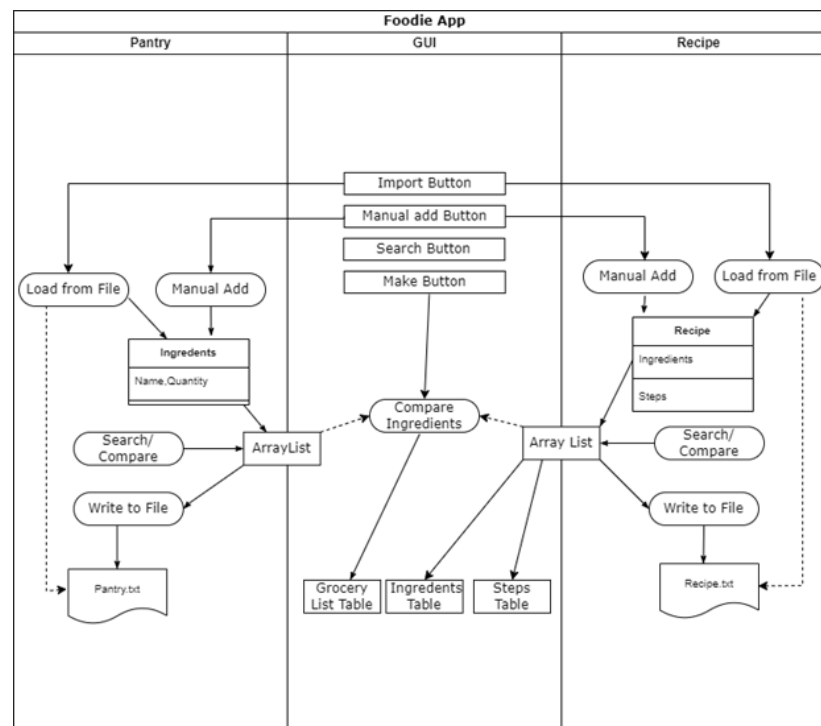 Foodie App
Pantry
GUI
Recipe
Import Button
Manual add Button
Search Button
Make Button
Load from File
Manual Add
Manual Add
Load from File
Ingredents
Name,Quantity
Recipe
Ingredients
Steps
Compare
Ingredients
Search/
Compare
ArrayList
Array List
Search/
Compare
Write to File
Write to File
Pantry.txt
Grocery
List Table
Ingredents
Table
Steps
Table
Recipe.txt